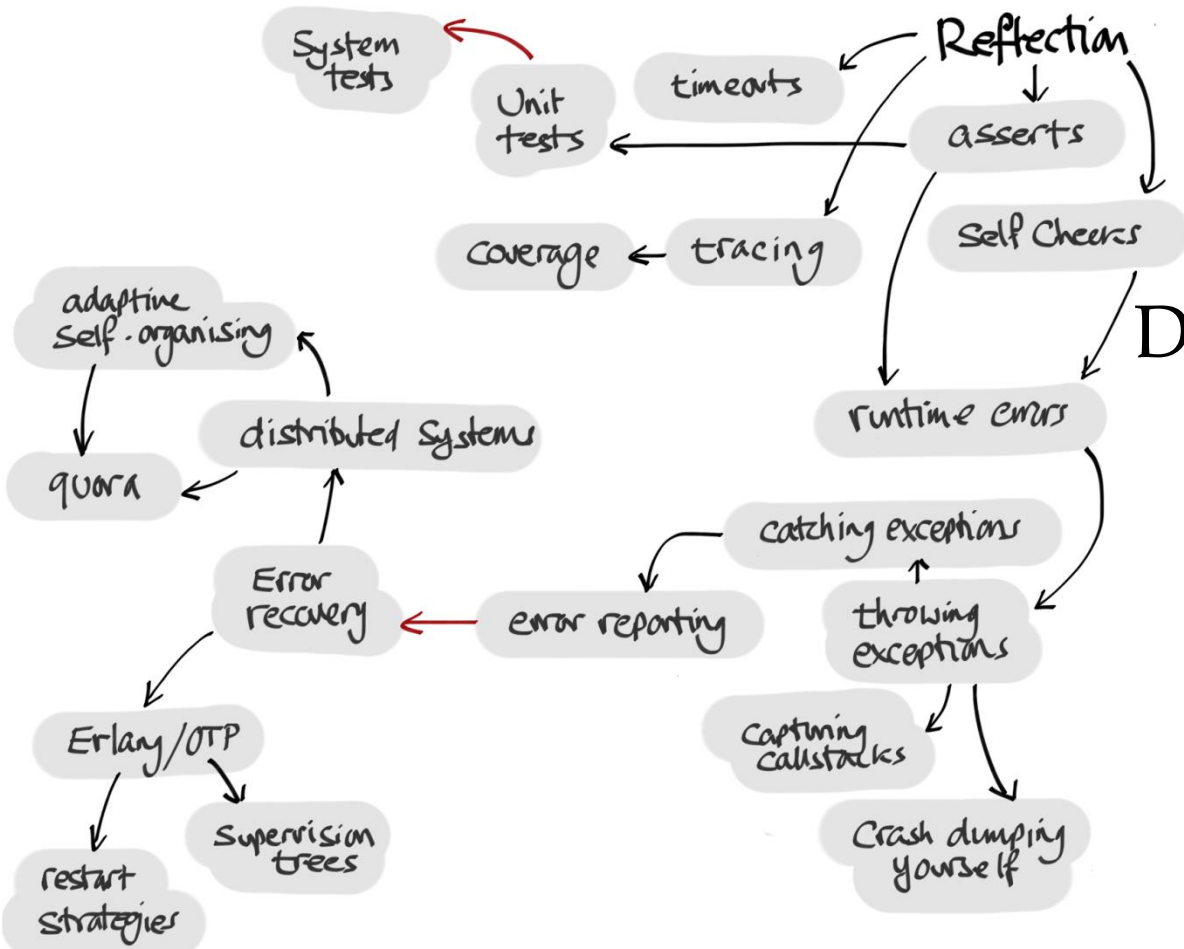 Reflection
System
tests
timeouts
Unit
tests
asserts
Self Checks
coverage
tracing
adaptive
Self-organising
D
runtime errors
distributed Systems
quora
catching exceptions
Error
recovery
error reporting
throwing
exceptions
Capturing
callstacks
Erlang/OTP
Supervision
trees
Crash dumping
yourself
restart
Strategies